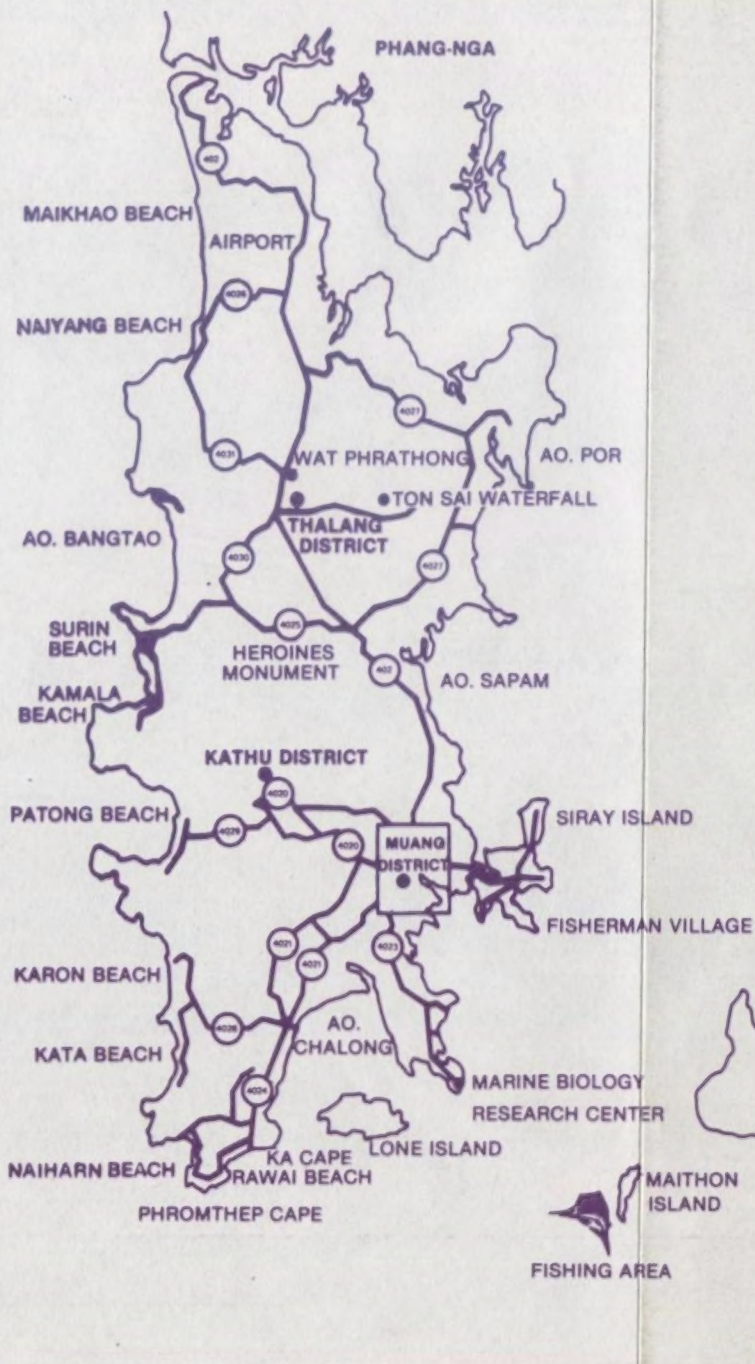 PHANG-NGA
402
MAIKHAO BEACH
AIRPORT
4026
NAIYANG BEACH
4027
4031
WAT PHRATHONG
AO. POR
TON SAI WATERFALL
THALANG
DISTRICT
AO. BANGTAO
4030
4027
4025
SURIN
BEACH
HEROINES
MONUMENT
402
AO. SAPAM
KAMALA
BEACH
KATHU DISTRICT
4020
PATONG BEACH
4029
4020
MUANG
DISTRICT
SIRAY ISLAND
FISHERMAN VILLAGE
4021
4021
4023
KARON BEACH
4028
AO.
CHALONG
KATA BEACH
4024
MARINE BIOLOGY
RESEARCH CENTER
LONE ISLAND
KA CAPE
NAIHARN BEACH
RAWAI BEACH
PHROMTHEP CAPE
MAITHON
ISLAND
FISHING AREA